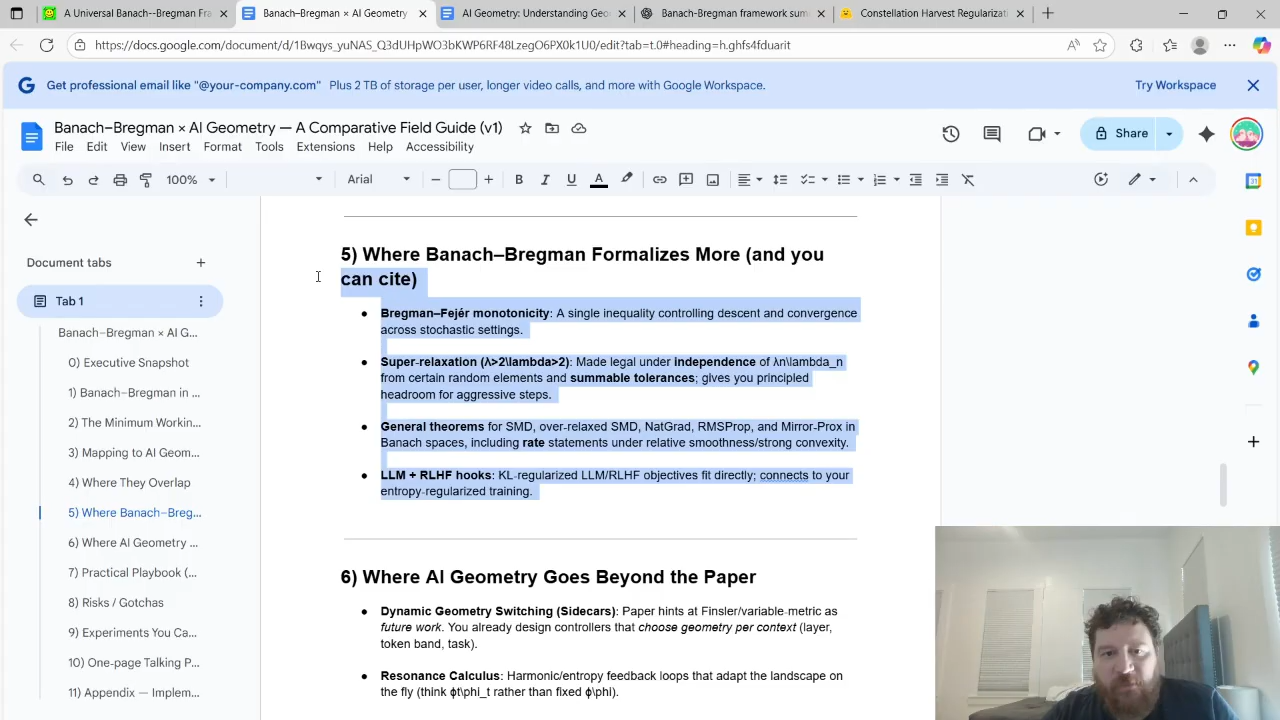 A Universal Banach-Bregman Fra
Banach-Bregman × AI Geometry
AI Geometry: Understanding Geo
Banach-Bregman framework summ
Constellation Harvest Regularizati
https://docs.google.com/document/d/1Bwqys_yuNAS_Q3dUHpWO3LKWP6RF48LzegO6PX0k1U0/edit?tab=t.0#heading=h.ghfs4fduarit
Get professional email like "@your-company.com" Plus 2 TB of storage per user, longer video calls, and more with Google Workspace.
Try Workspace
Banach–Bregman × AI Geometry — A Comparative Field Guide (v1)
File Edit View Insert Format Tools Extensions Help Accessibility
Share
100%
Arial
Document tabs
Tab 1
Banach–Bregman × AI G...
0) Executive Snapshot
1) Banach–Bregman in ...
2) The Minimum Workin...
3) Mapping to AI Geom...
4) Where They Overlap
5) Where Banach–Breg...
6) Where AI Geometry ...
7) Practical Playbook (...
8) Risks / Gotchas
9) Experiments You Ca...
10) One-page Talking P...
11) Appendix — Implem...
5) Where Banach–Bregman Formalizes More (and you
can cite)
● Bregman–Fejér monotonicity: A single inequality controlling descent and convergence
across stochastic settings.
● Super-relaxation (λ>2\lambda>2): Made legal under independence of λn\lambda_n
from certain random elements and summable tolerances; gives you principled
headroom for aggressive steps.
● General theorems for SMD, over-relaxed SMD, NatGrad, RMSProp, and Mirror-Prox in
Banach spaces, including rate statements under relative smoothness/strong convexity.
● LLM + RLHF hooks: KL-regularized LLM/RLHF objectives fit directly; connects to your
entropy-regularized training.
6) Where AI Geometry Goes Beyond the Paper
● Dynamic Geometry Switching (Sidecars): Paper hints at Finsler/variable-metric as
future work. You already design controllers that choose geometry per context (layer,
token band, task).
● Resonance Calculus: Harmonic/entropy feedback loops that adapt the landscape on
the fly (think ϕt\phi_t rather than fixed ϕ\phi).